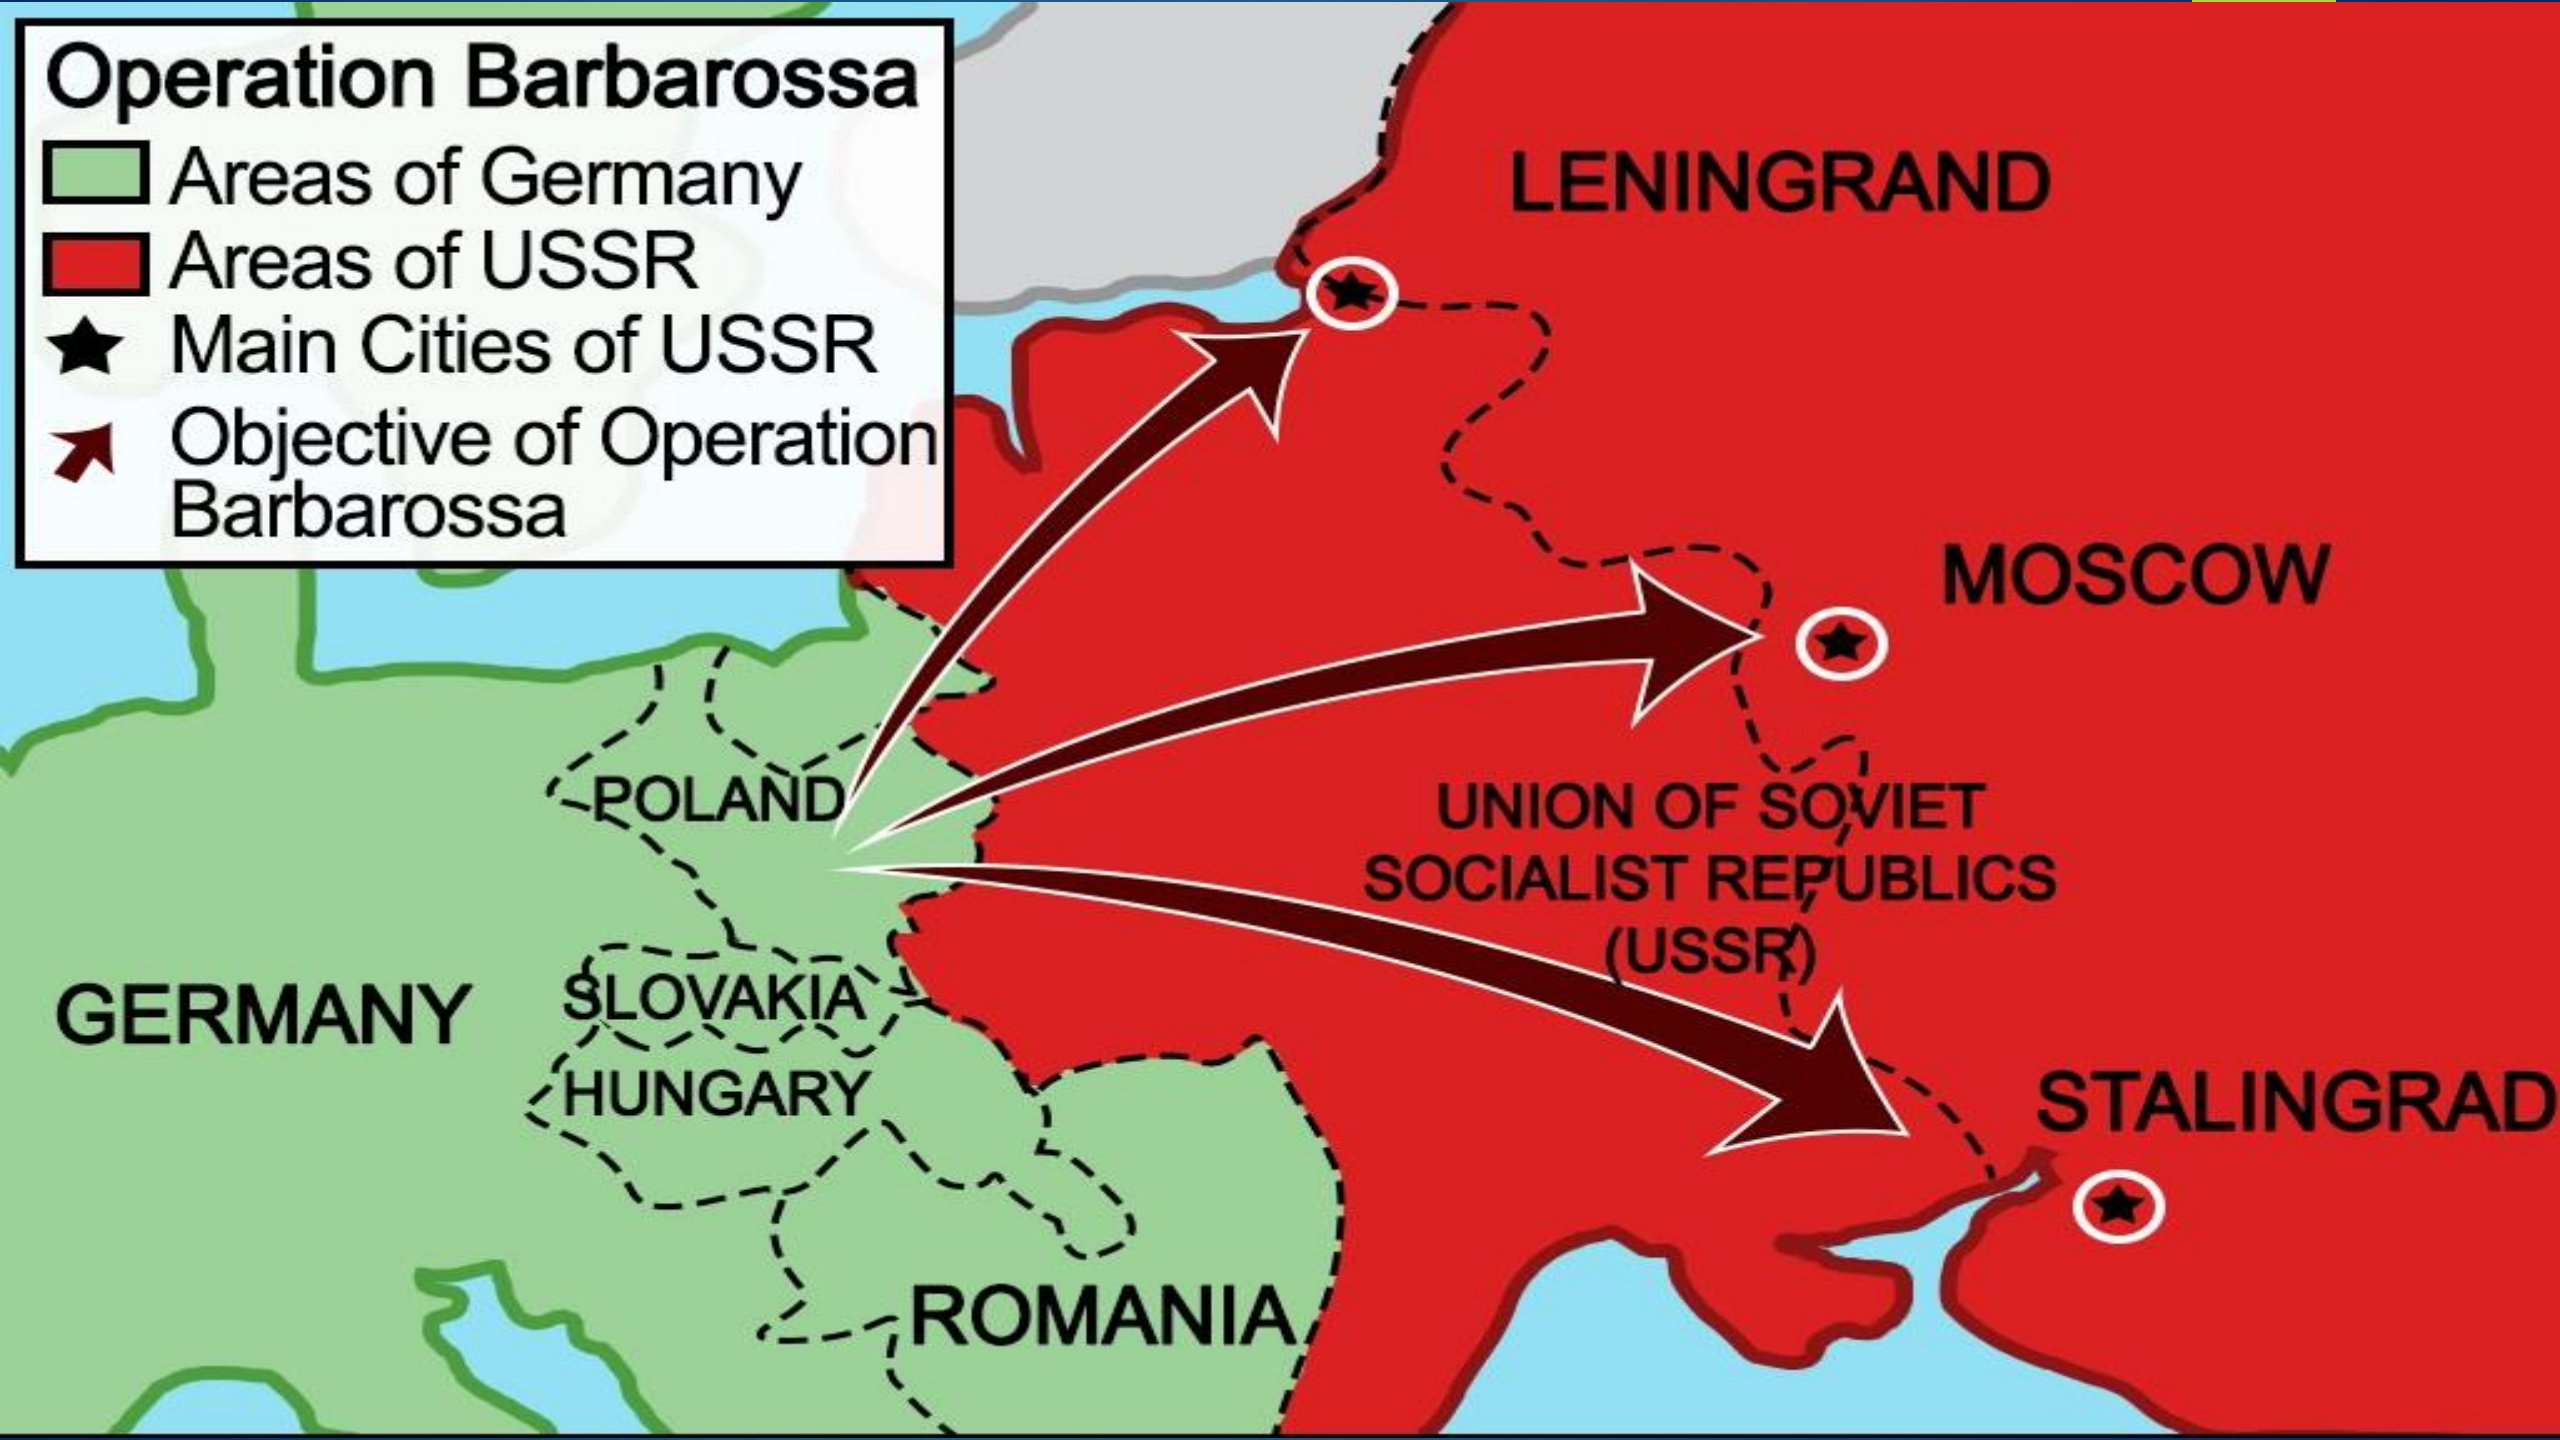 Operation Barbarossa
Areas of Germany
Areas of USSR
Main Cities of USSR
Objective of Operation
Barbarossa
LENINGRAND
MOSCOW
POLAND
UNION OF SOVIET
SOCIALIST REPUBLICS
(USSR)
GERMANY
SLOVAKIA
HUNGARY
STALINGRAD
ROMANIA